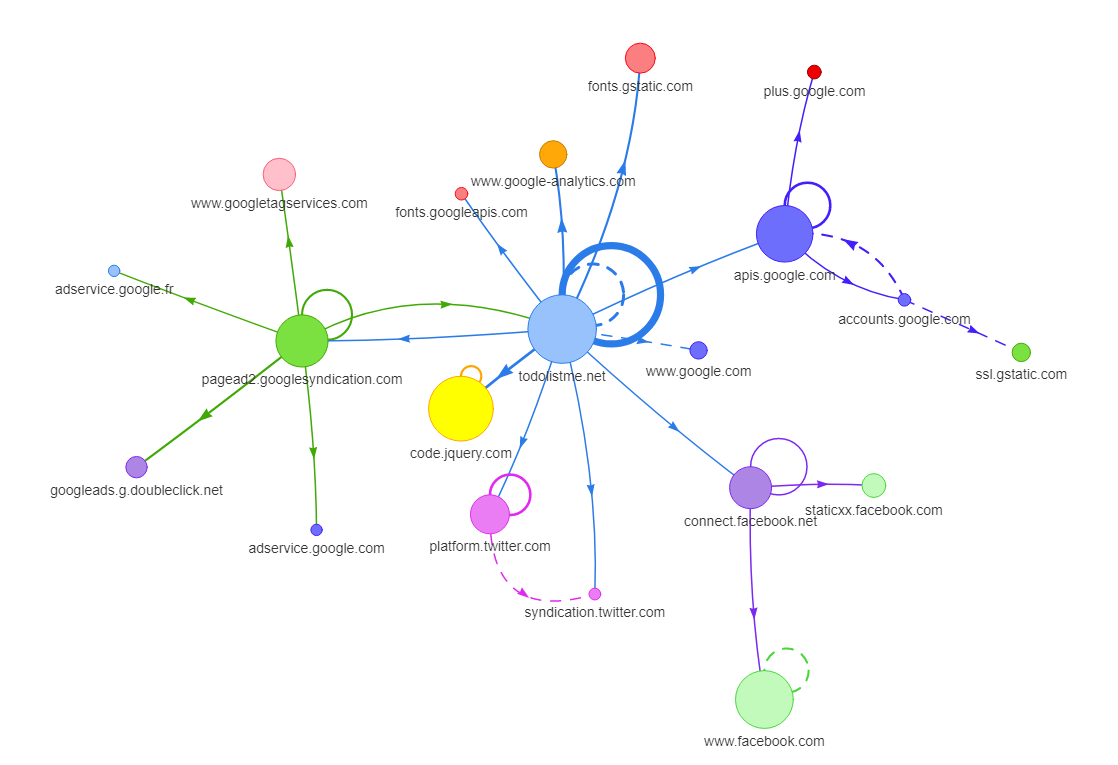 fonts.gstatic.com
plus.google.com
www.google-analytics.com
www.googletagservices.com
fonts.googleapis.com
apis.google.com
adservice.google.fr
accounts.google.com
www.google.com
ssl.gstatic.com
todolistme.net
pagead2.googlesyndication.com
code.jquery.com
googleads.g.doubleclick.net
staticxx.facebook.com
connect.facebook.net
platform.twitter.com
adservice.google.com
syndication.twitter.com
www.facebook.com